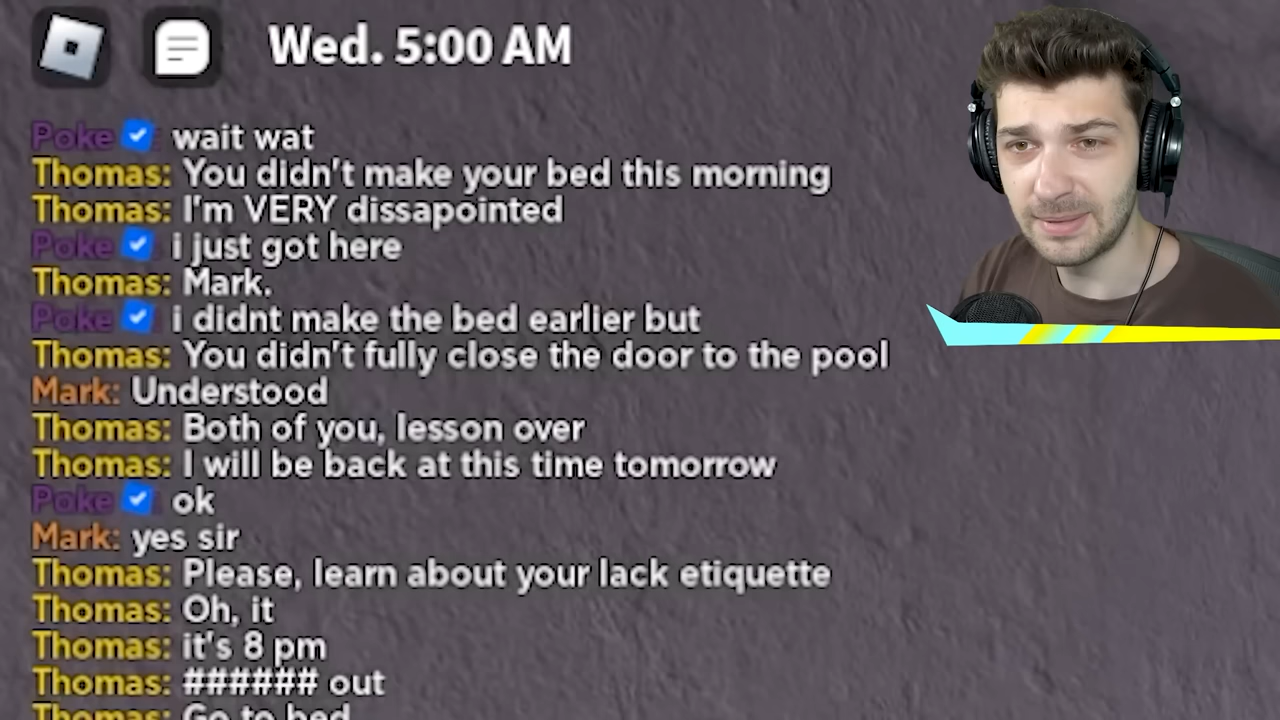 Wed. 5:00 AM
Poke wait wat
Thomas: You didn't make your bed this morning
Thomas: I'm VERY dissapointed
Poke i just got here
Thomas: Mark.
Poke i didnt make the bed earlier but
Thomas: You didn't fully close the door to the pool
Mark: Understood
Thomas: Both of you, lesson over
Thomas: I will be back at this time tomorrow
Poke ok
Mark: yes sir
Thomas: Please, learn about your lack etiquette
Thomas: Oh, it
Thomas: it's 8 pm
Thomas: ###### out
Thomas: Go to bed